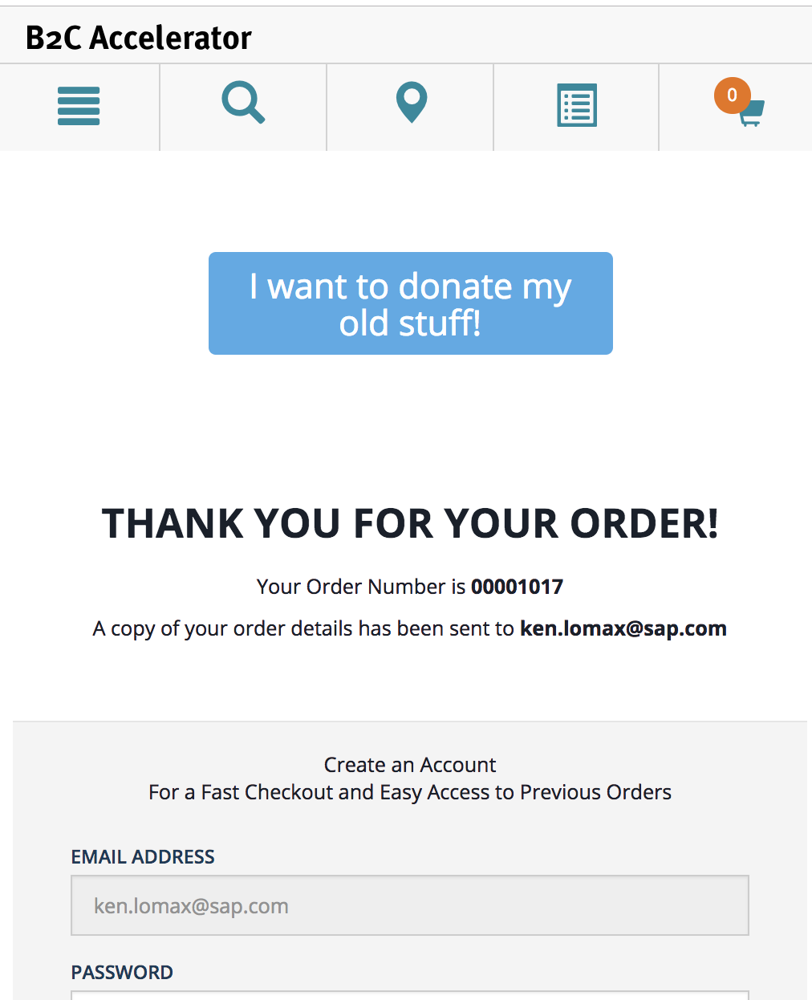 B2C Accelerator
0
I want to donate my
old stuff!
THANK YOU FOR YOUR ORDER!
Your Order Number is 00001017
A copy of your order details has been sent to ken.lomax@sap.com
Create an Account
For a Fast Checkout and Easy Access to Previous Orders
EMAIL ADDRESS
ken.lomax@sap.com
PASSWORD